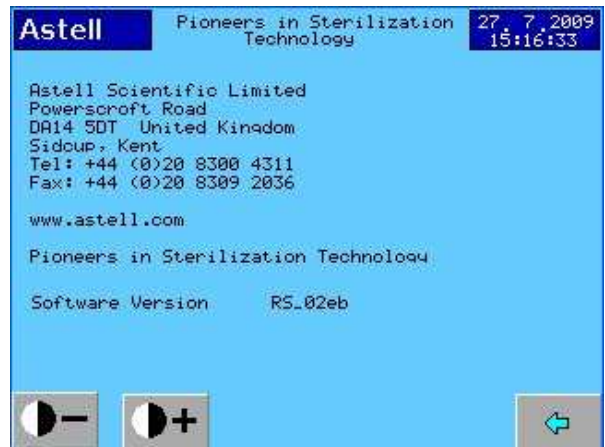 Astell
Pioneers in Sterilization
Technology
27. 7.2009
15:16:33
Astell Scientific Limited
Powerscroft Road
DA14 5DT United Kingdom
Sidcup, Kent
Tel: +44 (0)20 8300 4311
Fax: +44 (0)20 8309 2036
www.astell.com
Pioneers in Sterilization Technology
Software Version RS_02eb